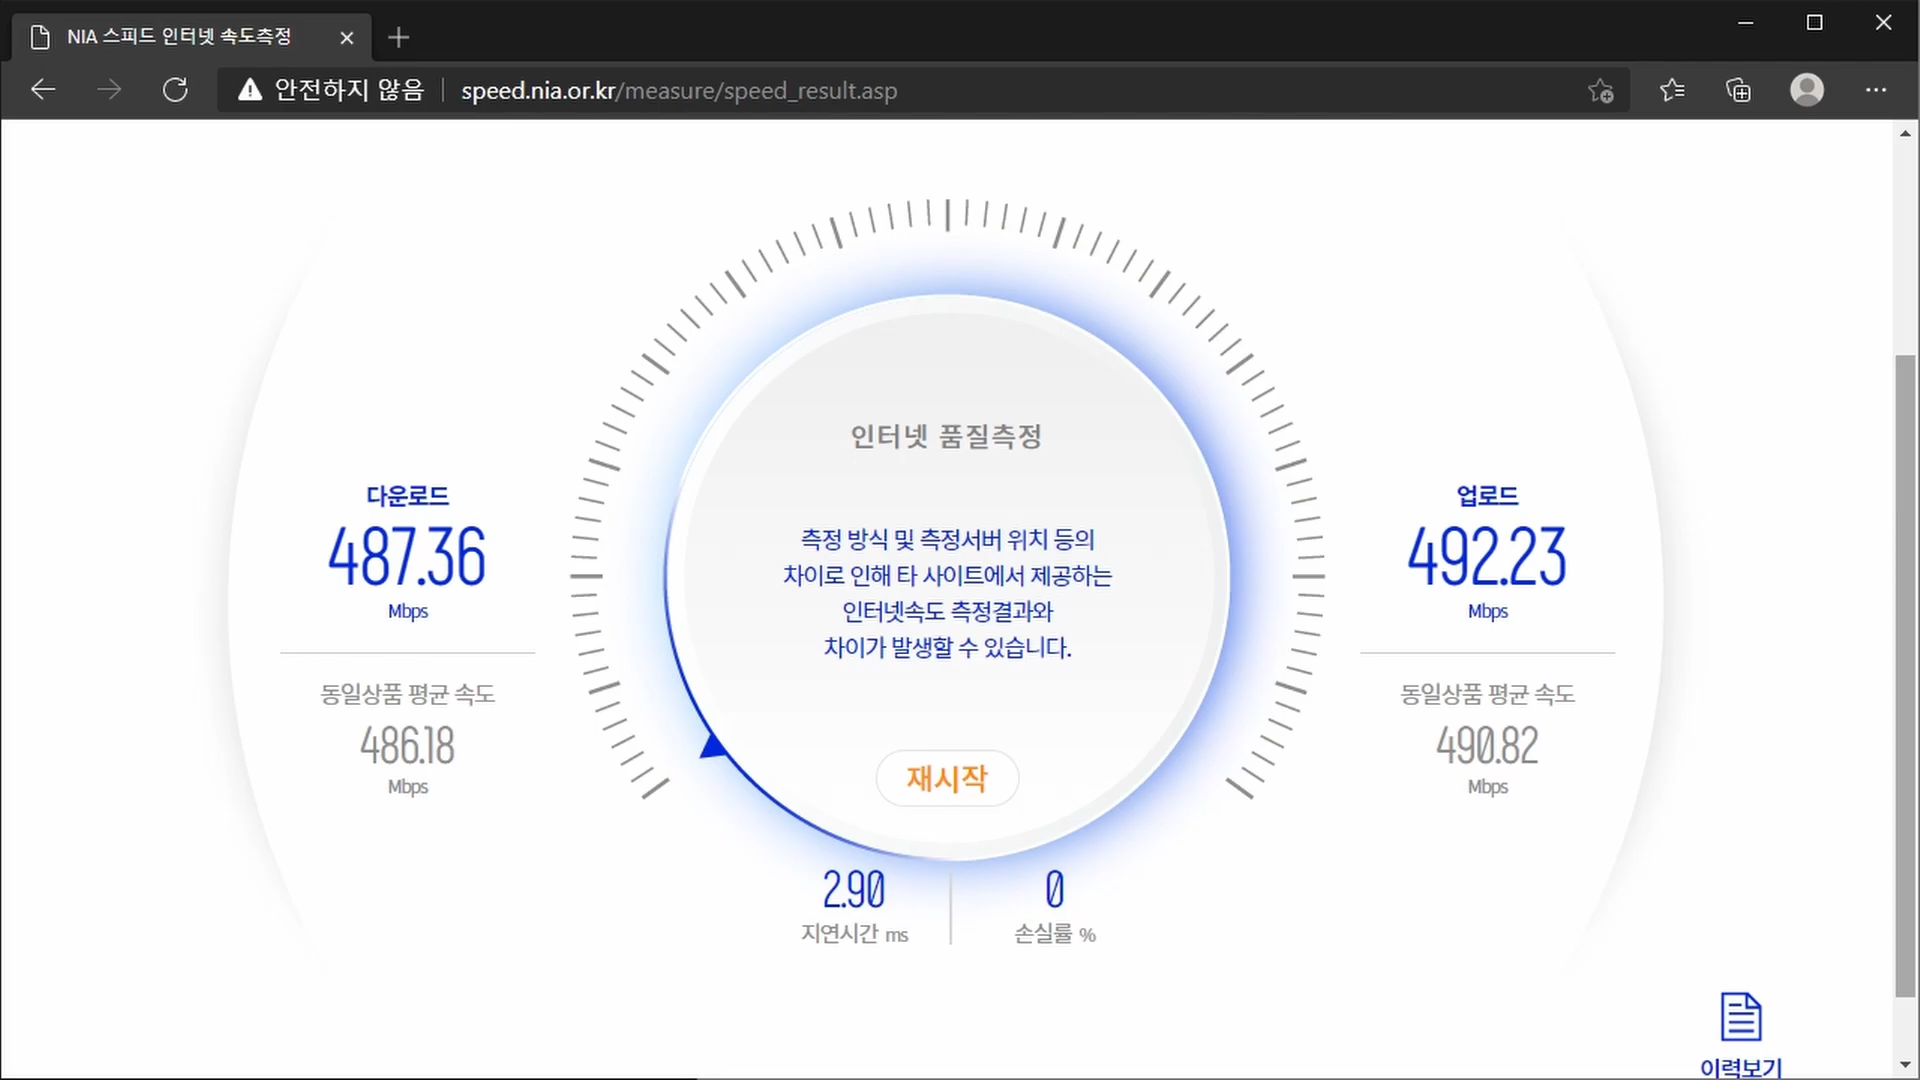 NIA 스피드 인터넷 속도측정
안전하지 않음
speed.nia.or.kr/measure/speed_result.asp
인터넷 품질측정
측정 방식 및 측정서버 위치 등의
차이로 인해 타 사이트에서 제공하는
인터넷속도 측정결과와
차이가 발생할 수 있습니다.
재시작
다운로드
487.36
Mbps
동일상품 평균 속도
486.18
Mbps
업로드
492.23
Mbps
동일상품 평균 속도
490.82
Mbps
2.90
지연시간 ms
0
손실률 %
이력보기